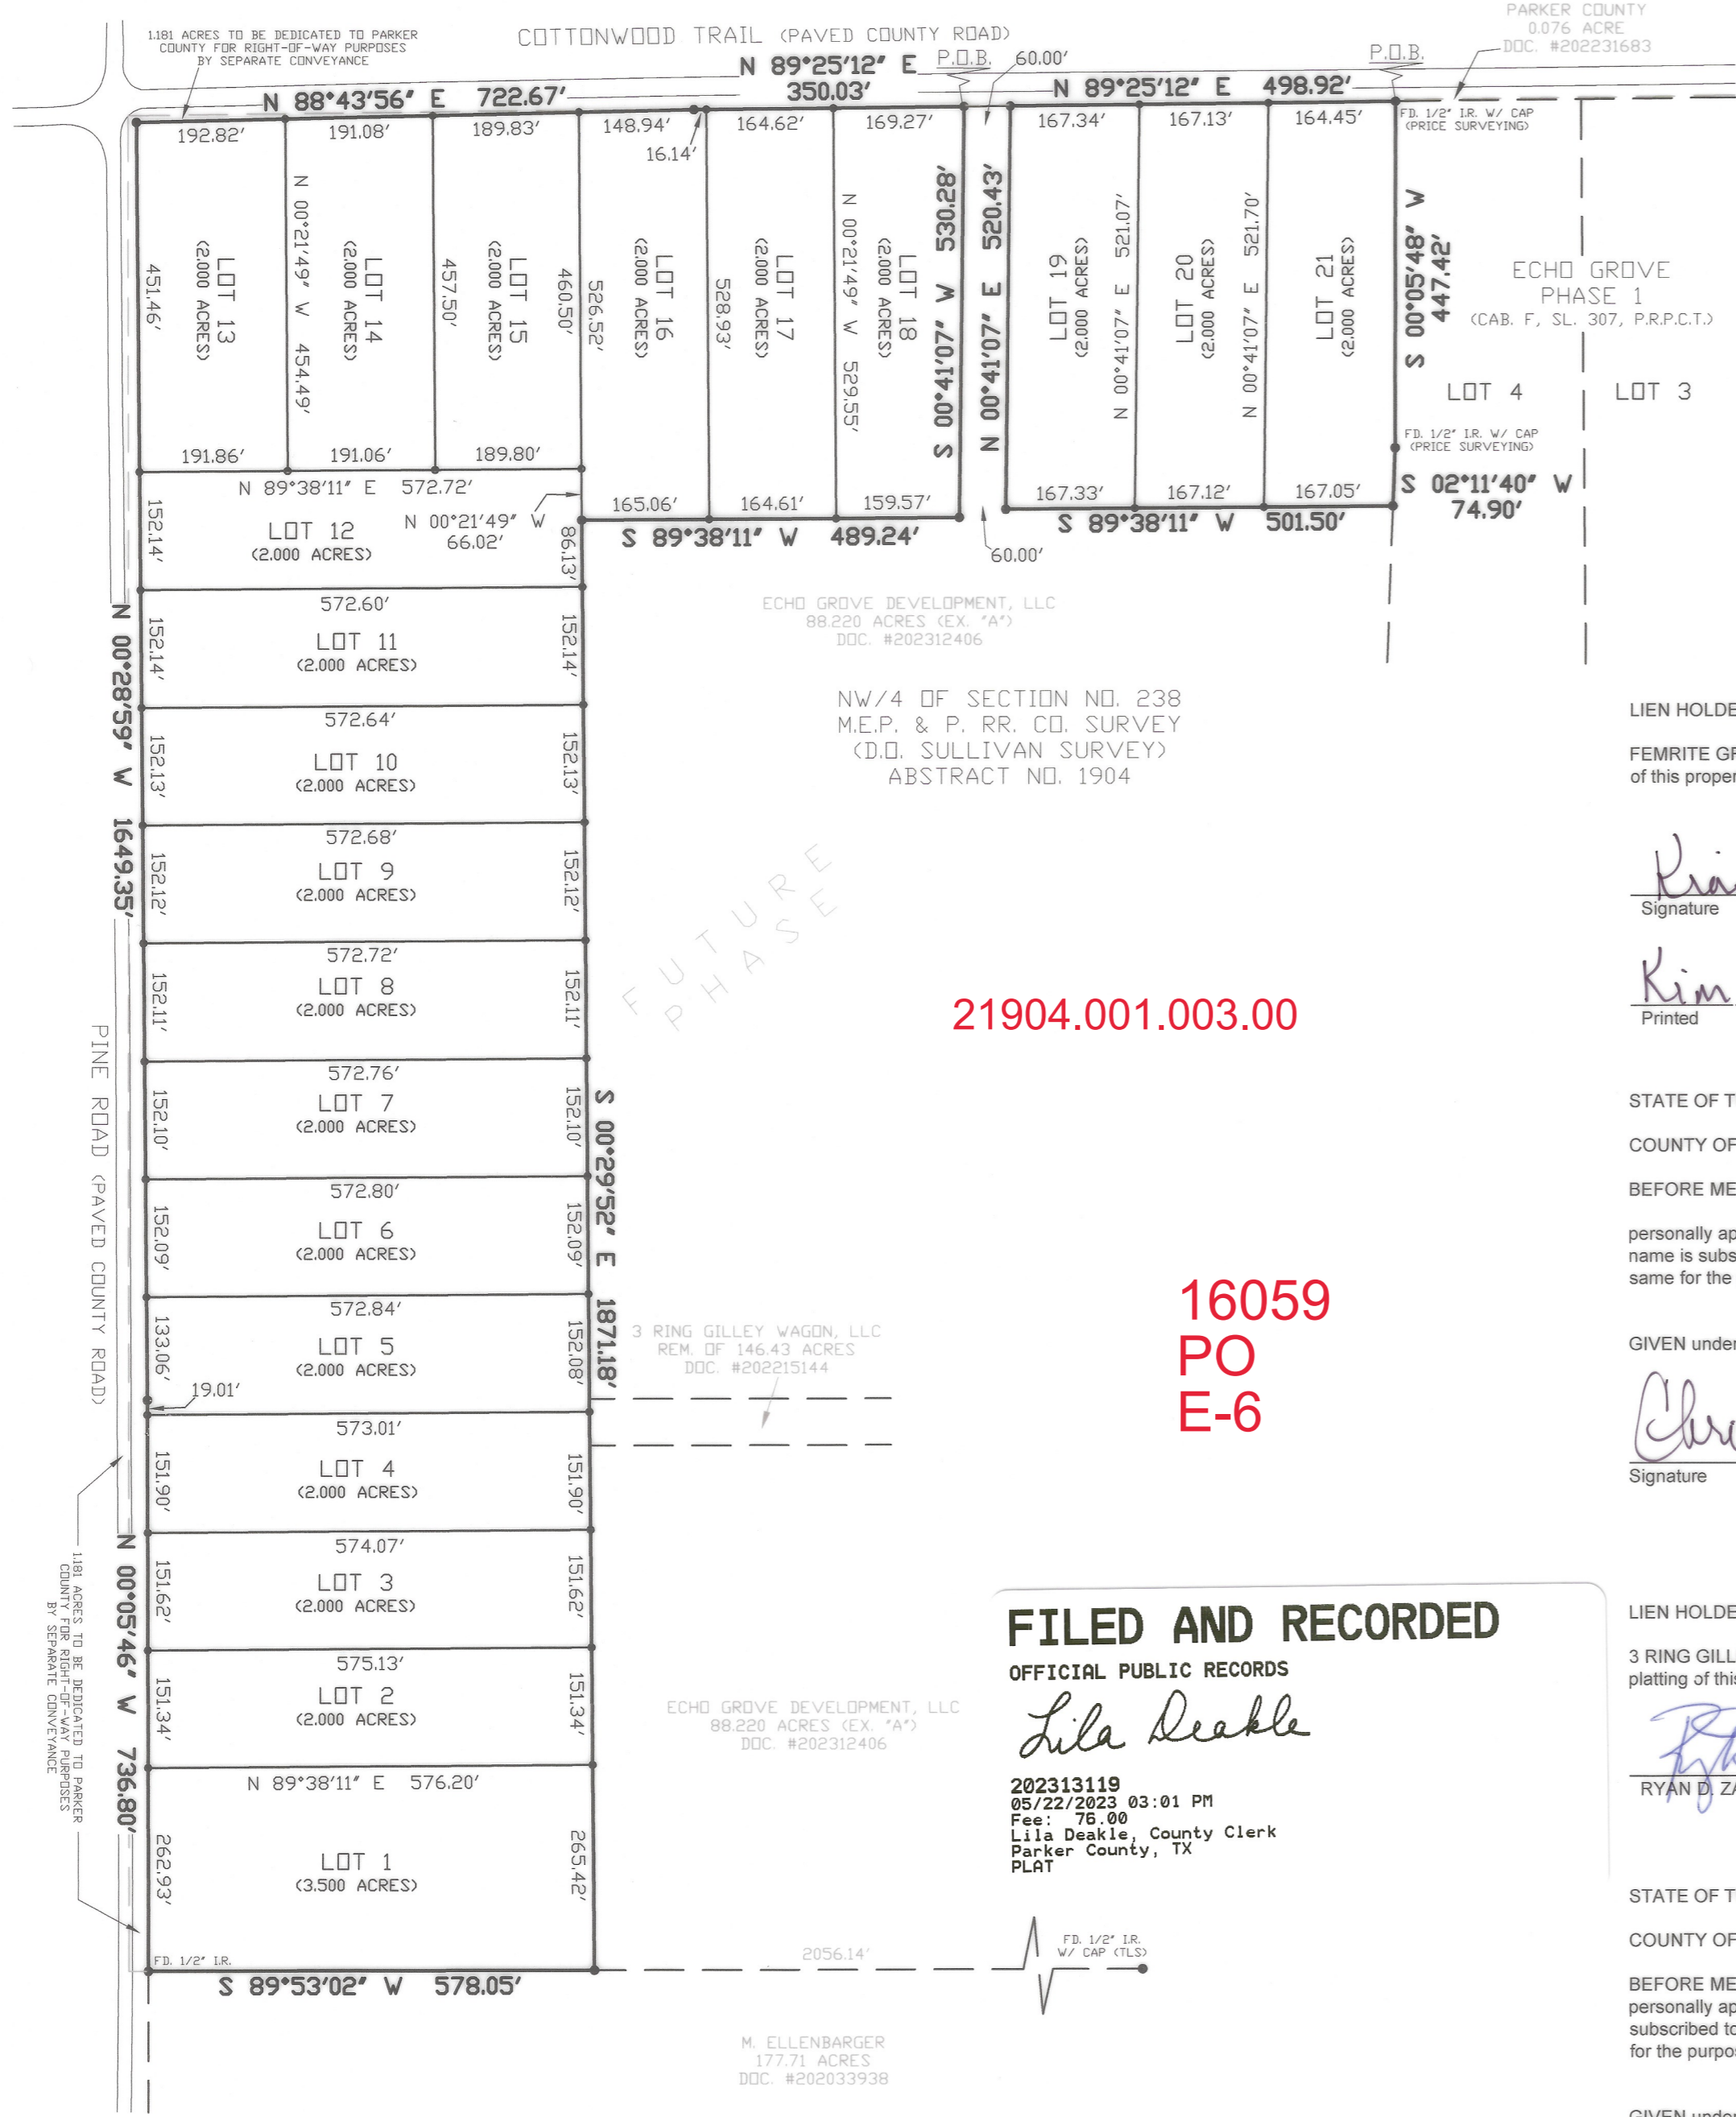 PARKER COUNTY
0.076 ACRE
DOC. #202231683
1.181 ACRES TO BE DEDICATED TO PARKER
COUNTY FOR RIGHT-OF-WAY PURPOSES
BY SEPARATE CONVEYANCE
COTTONWOOD TRAIL (PAVED COUNTY ROAD)
N 88°43'56" E 722.67'
N 89°25'12" E
350.03'
P.O.B.
60.00'
N 89°25'12" E 498.92'
P.O.B.
FD. 1/2" I.R. W/ CAP
(PRICE SURVEYING)
192.82'
191.08'
189.83'
148.94'
16.14'
164.62'
169.27'
167.34'
167.13'
164.45'
451.46'
LOT 13
(2.000 ACRES)
N 00°21'49" W 454.49'
LOT 14
(2.000 ACRES)
457.50'
LOT 15
(2.000 ACRES)
460.50'
526.52'
LOT 16
(2.000 ACRES)
528.93'
LOT 17
(2.000 ACRES)
N 00°21'49" W 529.55'
LOT 18
(2.000 ACRES)
S 00°41'07" W 530.28'
N 00°41'07" E 520.43'
LOT 19
(2.000 ACRES)
N 00°41'07" E 521.07'
LOT 20
(2.000 ACRES)
N 00°41'07" E 521.70'
LOT 21
(2.000 ACRES)
S 00°05'48" W
447.42'
ECHO GROVE
PHASE 1
(CAB. F, SL. 307, P.R.P.C.T.)
LOT 4
LOT 3
FD. 1/2" I.R. W/ CAP
(PRICE SURVEYING)
S 02°11'40" W
74.90'
191.86'
191.06'
189.80'
165.06'
164.61'
159.57'
167.33'
167.12'
167.05'
S 89°38'11" W 489.24'
60.00'
S 89°38'11" W 501.50'
N 89°38'11" E 572.72'
152.14'
LOT 12
(2.000 ACRES)
N 00°21'49" W
66.02'
86.13'
572.60'
152.14'
LOT 11
(2.000 ACRES)
152.14'
572.64'
152.13'
LOT 10
(2.000 ACRES)
152.13'
572.68'
152.12'
LOT 9
(2.000 ACRES)
152.12'
572.72'
152.11'
LOT 8
(2.000 ACRES)
152.11'
572.76'
152.10'
LOT 7
(2.000 ACRES)
152.10'
572.80'
152.09'
LOT 6
(2.000 ACRES)
152.09'
572.84'
133.06'
LOT 5
(2.000 ACRES)
152.08'
19.01'
573.01'
151.90'
LOT 4
(2.000 ACRES)
151.90'
574.07'
151.62'
LOT 3
(2.000 ACRES)
151.62'
575.13'
151.34'
LOT 2
(2.000 ACRES)
151.34'
N 89°38'11" E 576.20'
262.93'
LOT 1
(3.500 ACRES)
265.42'
FD. 1/2" I.R.
S 89°53'02" W 578.05'
N 00°28'59" W 1649.35'
PINE ROAD (PAVED COUNTY ROAD)
N 00°05'46" W 736.80'
1.181 ACRES TO BE DEDICATED TO PARKER
COUNTY FOR RIGHT-OF-WAY PURPOSES
BY SEPARATE CONVEYANCE
S 00°29'52" E 1871.18'
ECHO GROVE DEVELOPMENT, LLC
88.220 ACRES (EX. "A")
DOC. #202312406
NW/4 OF SECTION NO. 238
M.E.P. & P. RR. CO. SURVEY
(D.O. SULLIVAN SURVEY)
ABSTRACT NO. 1904
FUTURE
PHASE
21904.001.003.00
16059
PO
E-6
3 RING GILLEY WAGON, LLC
REM. OF 146.43 ACRES
DOC. #202215144
ECHO GROVE DEVELOPMENT, LLC
88.220 ACRES (EX. "A")
DOC. #202312406
FILED AND RECORDED
OFFICIAL PUBLIC RECORDS
Lila Deakle
202313119
05/22/2023 03:01 PM
Fee: 76.00
Lila Deakle, County Clerk
Parker County, TX
PLAT
2056.14'
FD. 1/2" I.R.
W/ CAP (TLS)
M. ELLENBARGER
177.71 ACRES
DOC. #202033938
LIEN HOLDE
FEMRITE GR
of this proper
Signature
Kim
Printed
STATE OF T
COUNTY OF
BEFORE ME
personally ap
name is subs
same for the
GIVEN under
Signature
LIEN HOLDE
3 RING GILL
platting of this
RYAN D. ZA
STATE OF T
COUNTY OF
BEFORE ME
personally ap
subscribed to
for the purpo
GIVEN under